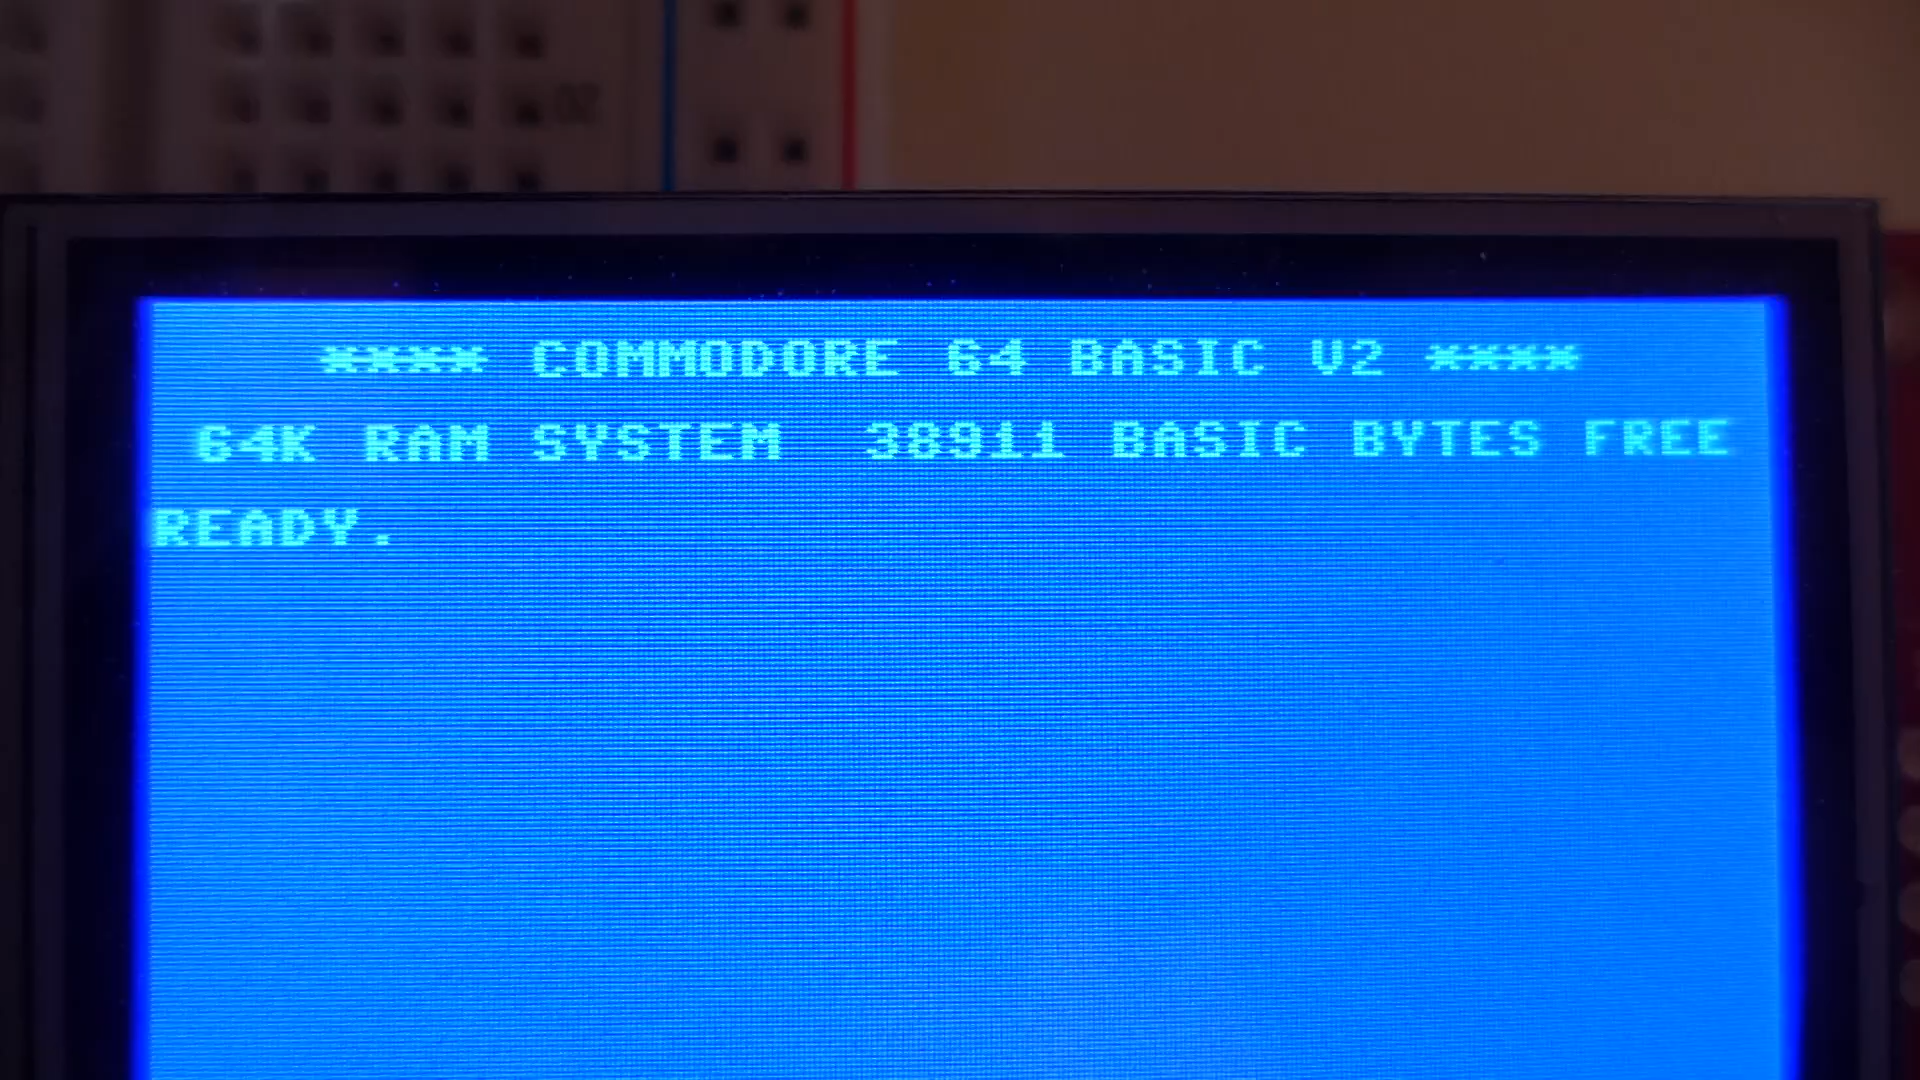 **** COMMODORE 64 BASIC V2 ****
64K RAM SYSTEM  38911 BASIC BYTES FREE
READY.